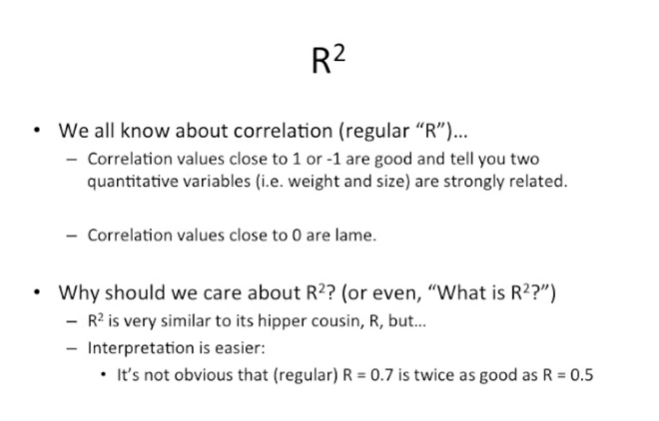 R²
• We all know about correlation (regular “R”)...
– Correlation values close to 1 or -1 are good and tell you two
quantitative variables (i.e. weight and size) are strongly related.
– Correlation values close to 0 are lame.
• Why should we care about R²? (or even, “What is R²?”)
– R² is very similar to its hipper cousin, R, but...
– Interpretation is easier:
• It’s not obvious that (regular) R = 0.7 is twice as good as R = 0.5